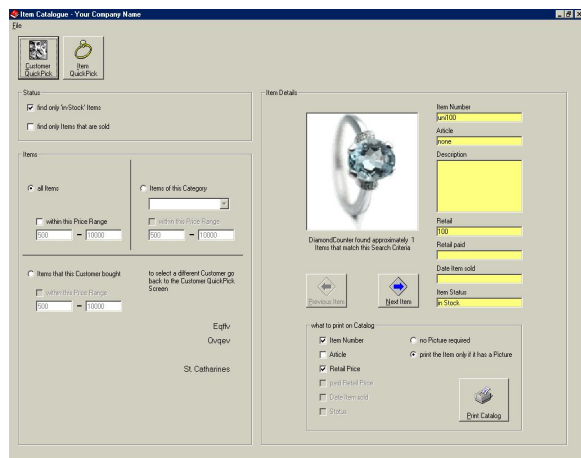 Item Catalogue - Your Company Name
File
Customer
QuickPick
Item
QuickPick
Status
find only 'in-Stock' Items
find only Items that are sold
Items
all Items
within this Price Range
500 – 10000
Items of this Category
within this Price Range
500 – 10000
Items that this Customer bought
within this Price Range
500 – 10000
to select a different Customer go
back to the Customer QuickPick
Screen
Eqflv
Qvqev
St. Catharines
Item Details
DiamondCounter found approximately 1
Items that match this Search Criteria
Previous Item
Next Item
Item Number
uni100
Article
none
Description
Retail
100
Retail paid
Date Item sold
Item Status
in Stock
what to print on Catalog
Item Number
Article
Retail Price
paid Retail Price
Date Item sold
Status
no Picture required
print the Item only if it has a Picture
Print Catalog